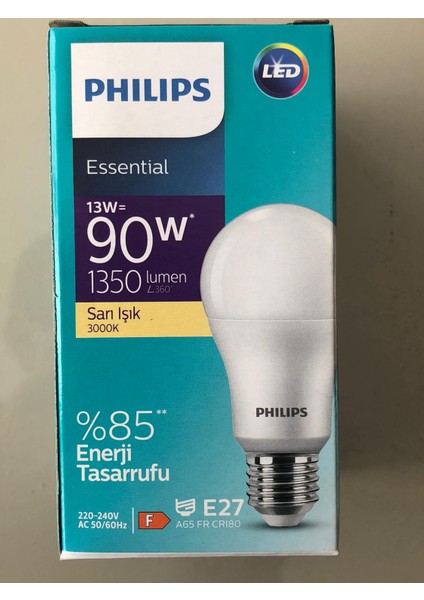 PHILIPS
LED
Essential
13W=
90W*
1350 lumen
∠360°
Sarı Işık
3000K
PHILIPS
%85**
Enerji
Tasarrufu
220-240V
AC 50/60Hz
F
E27
A65 FR CRI80